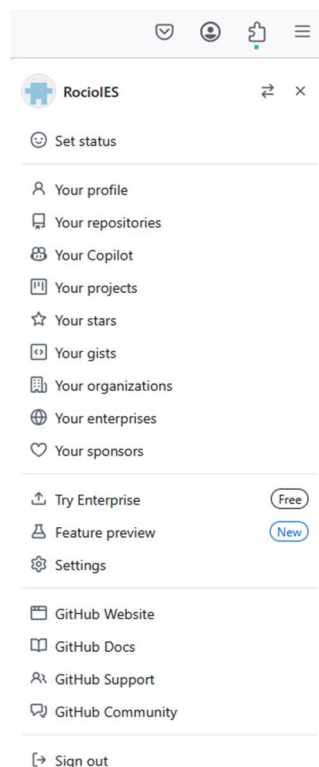 RocioIES
Set status
Your profile
Your repositories
Your Copilot
Your projects
Your stars
Your gists
Your organizations
Your enterprises
Your sponsors
Try Enterprise Free
Feature preview New
Settings
GitHub Website
GitHub Docs
GitHub Support
GitHub Community
Sign out